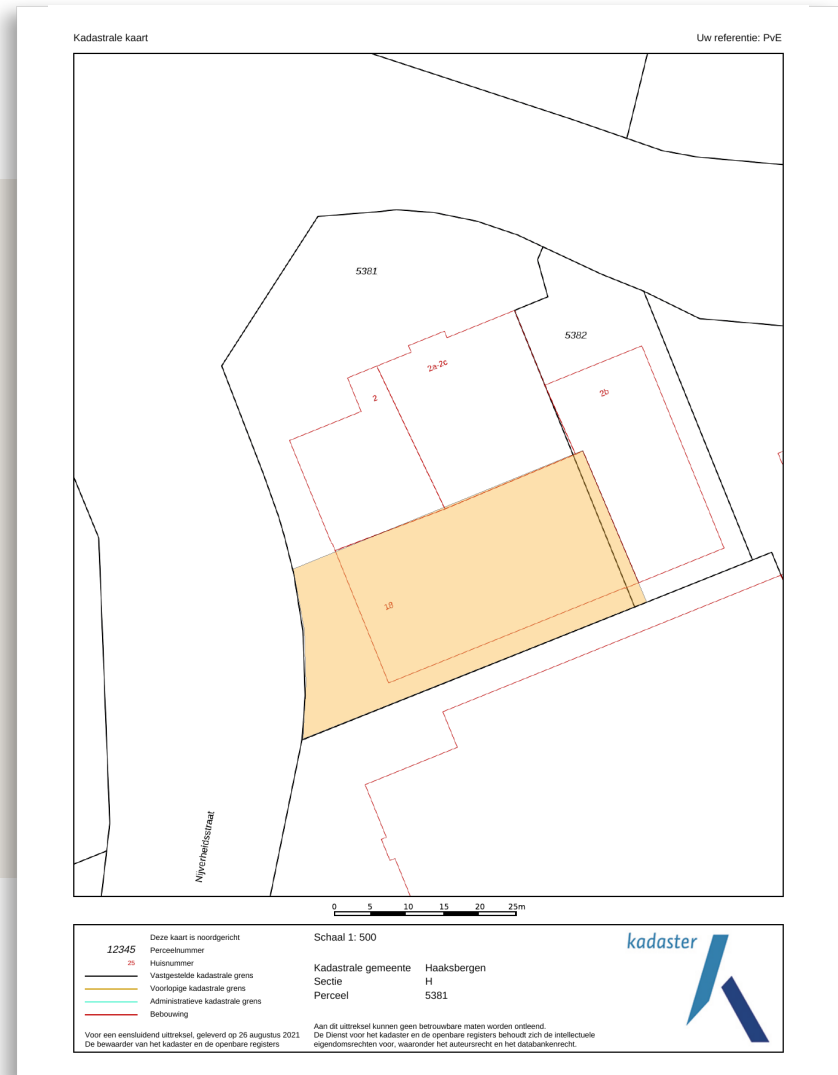 Kadastrale kaart
Uw referentie: PvE
5381
5382
2a-2c
2
2b
18
Nijverheidsstraat
0 5 10 15 20 25m
Deze kaart is noordgericht
12345 Perceelnummer
25 Huisnummer
Vastgestelde kadastrale grens
Voorlopige kadastrale grens
Administratieve kadastrale grens
Bebouwing
Voor een eensluidend uittreksel, geleverd op 26 augustus 2021
De bewaarder van het kadaster en de openbare registers
Schaal 1: 500
Kadastrale gemeente Haaksbergen
Sectie H
Perceel 5381
Aan dit uittreksel kunnen geen betrouwbare maten worden ontleend.
De Dienst voor het kadaster en de openbare registers behoudt zich de intellectuele
eigendomsrechten voor, waaronder het auteursrecht en het databankenrecht.
kadaster